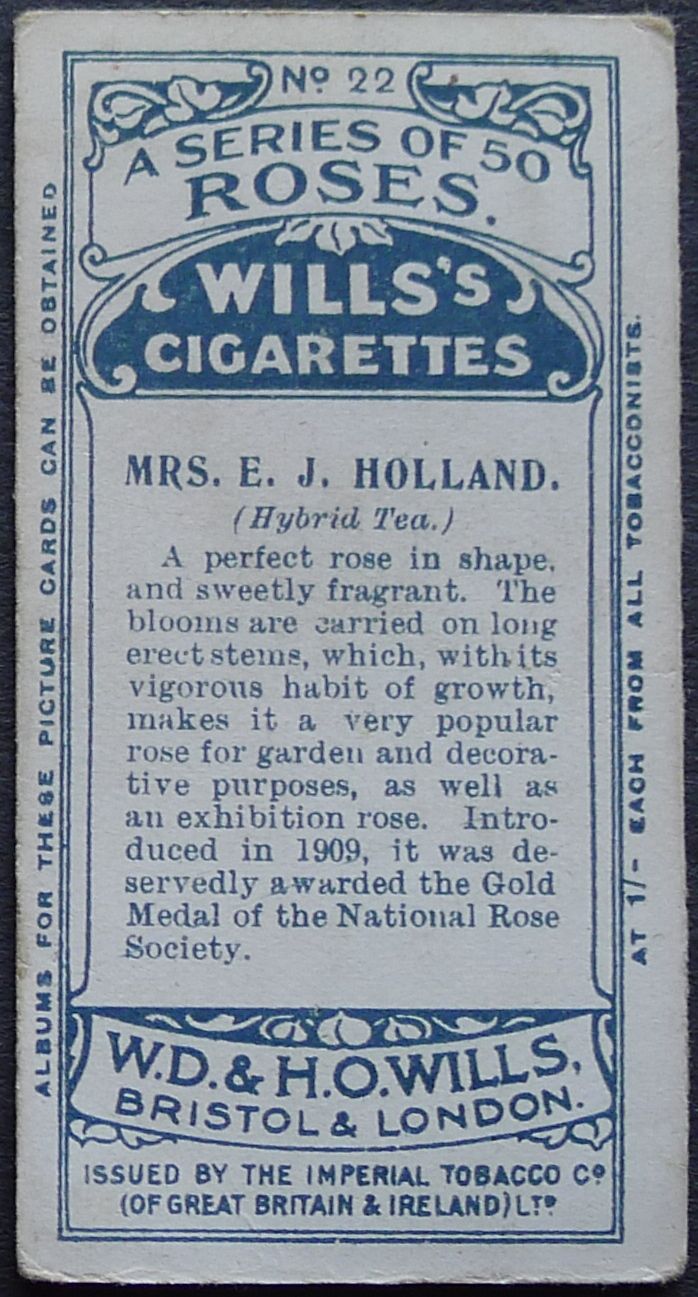 Nº 22
A SERIES OF 50
ROSES.
WILLS'S
CIGARETTES
MRS. E. J. HOLLAND.
(Hybrid Tea.)
A perfect rose in shape,
and sweetly fragrant. The
blooms are carried on long
erect stems, which, with its
vigorous habit of growth,
makes it a very popular
rose for garden and decora-
tive purposes, as well as
an exhibition rose. Intro-
duced in 1909, it was de-
servedly awarded the Gold
Medal of the National Rose
Society.
W.D. & H.O. WILLS,
BRISTOL & LONDON.
ISSUED BY THE IMPERIAL TOBACCO Cº
(OF GREAT BRITAIN & IRELAND) LTD
ALBUMS FOR THESE PICTURE CARDS CAN BE OBTAINED
AT 1/- EACH FROM ALL TOBACCONISTS.